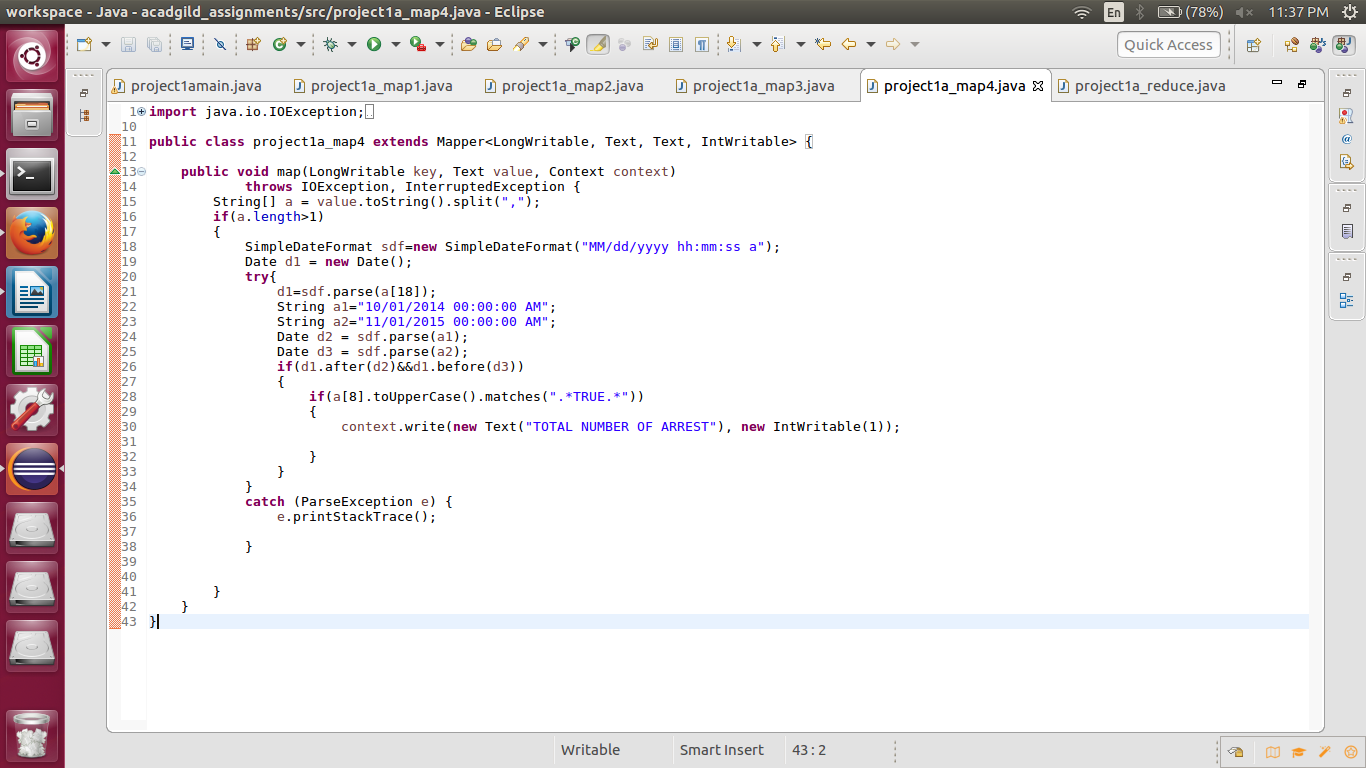 workspace - Java - acadgild_assignments/src/project1a_map4.java - Eclipse
En
(78%)
11:37 PM
Quick Access
project1amain.java
project1a_map1.java
project1a_map2.java
project1a_map3.java
project1a_map4.java
project1a_reduce.java
1 import java.io.IOException;
10
11 public class project1a_map4 extends Mapper<LongWritable, Text, Text, IntWritable> {
12
13     public void map(LongWritable key, Text value, Context context)
14             throws IOException, InterruptedException {
15         String[] a = value.toString().split(",");
16         if(a.length>1)
17         {
18             SimpleDateFormat sdf=new SimpleDateFormat("MM/dd/yyyy hh:mm:ss a");
19             Date d1 = new Date();
20             try{
21                 d1=sdf.parse(a[18]);
22                 String a1="10/01/2014 00:00:00 AM";
23                 String a2="11/01/2015 00:00:00 AM";
24                 Date d2 = sdf.parse(a1);
25                 Date d3 = sdf.parse(a2);
26                 if(d1.after(d2)&&d1.before(d3))
27                 {
28                     if(a[8].toUpperCase().matches(".*TRUE.*"))
29                     {
30                         context.write(new Text("TOTAL NUMBER OF ARREST"), new IntWritable(1));
31
32                     }
33                 }
34             }
35             catch (ParseException e) {
36                 e.printStackTrace();
37
38             }
39
40
41         }
42     }
43 }
Writable
Smart Insert
43 : 2